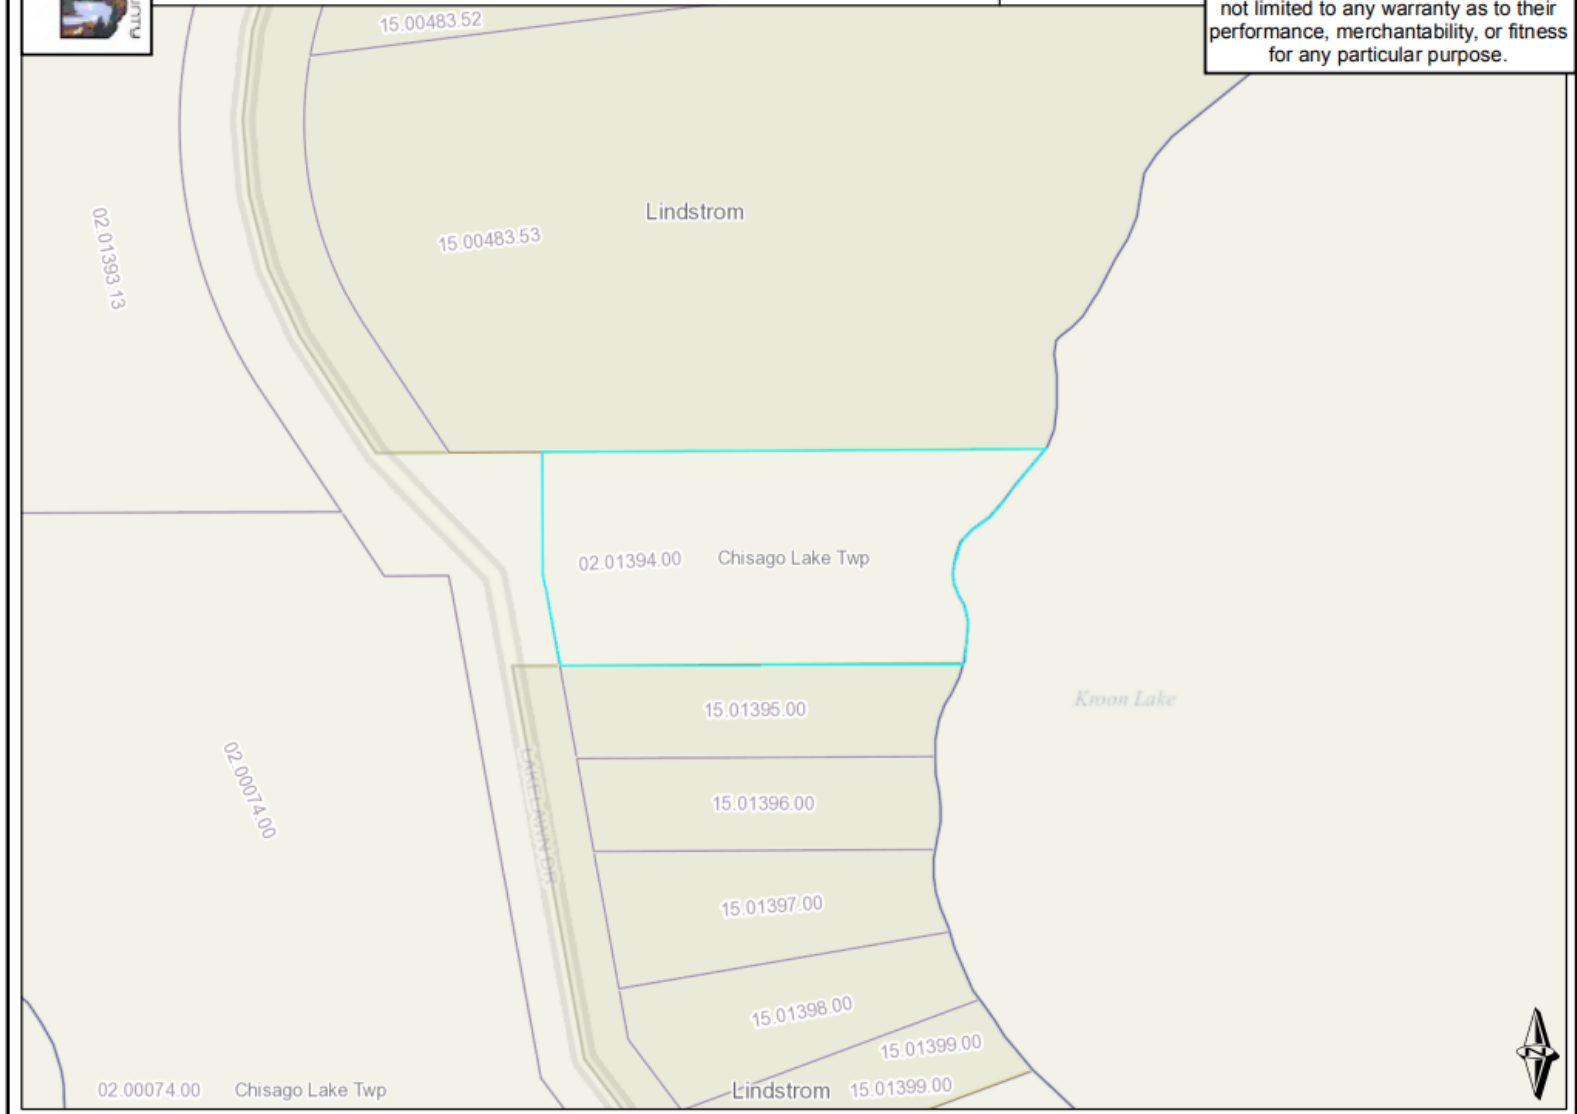 15.00483.52
not limited to any warranty as to their
performance, merchantability, or fitness
for any particular purpose.
Lindstrom
15.00483.53
02.01393.13
02.01394.00
Chisago Lake Twp
15.01395.00
Kroon Lake
15.01396.00
02.00074.00
LAKELAWN DR
15.01397.00
15.01398.00
15.01399.00
02.00074.00
Chisago Lake Twp
Lindstrom
15.01399.00
N